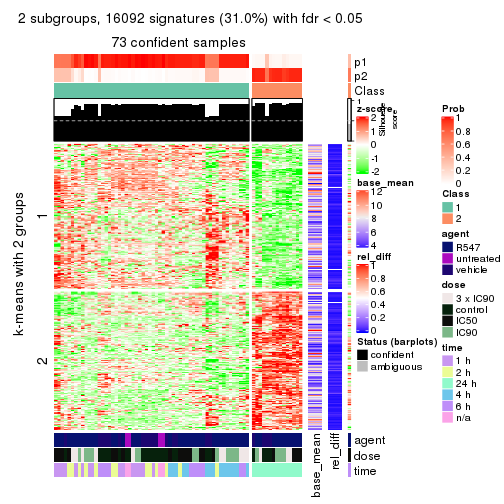 2 subgroups, 16092 signatures (31.0%) with fdr < 0.05
73 confident samples
p1
p2
Class
1
Silhouette
score
k-means with 2 groups
1
2
agent
dose
time
base_mean
rel_diff
agent
dose
time
z-score
2
1
0
-1
-2
base_mean
12
10
8
6
4
rel_diff
1
0.8
0.6
0.4
0.2
0
Status (barplots)
confident
ambiguous
Prob
1
0.8
0.6
0.4
0.2
0
Class
1
2
agent
R547
untreated
vehicle
dose
3 x IC90
control
IC50
IC90
time
1 h
2 h
24 h
4 h
6 h
n/a